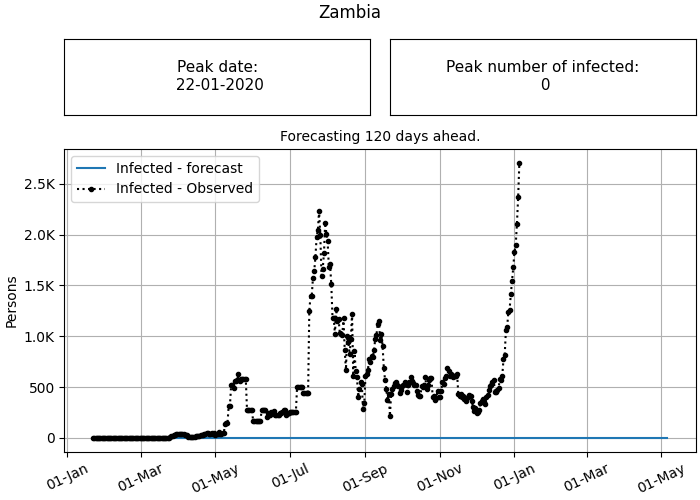 Zambia
Peak date:
22-01-2020
Peak number of infected:
0
Forecasting 120 days ahead.
Infected - forecast
Infected - Observed
2.5K
2.0K
1.5K
1.0K
500
0
Persons
01-Jan
01-Mar
01-May
01-Jul
01-Sep
01-Nov
01-Jan
01-Mar
01-May